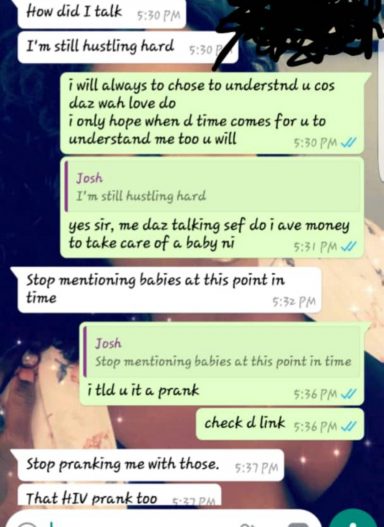 How did I talk 5:30 PM
I'm still hustling hard 5:30 P
i will always to chose to understnd u cos
daz wah love do
i only hope when d time comes for u to
understand me too u will 5:30 PM
Josh
I'm still hustling hard
yes sir, me daz talking sef do i ave money
to take care of a baby ni 5:31 PM
Stop mentioning babies at this point in
time 5:32 PM
Josh
Stop mentioning babies at this point in time
i tld u it a prank 5:36 PM
check d link 5:36 PM
Stop pranking me with those. 5:37 PM
That HIV prank too 5:37 PM